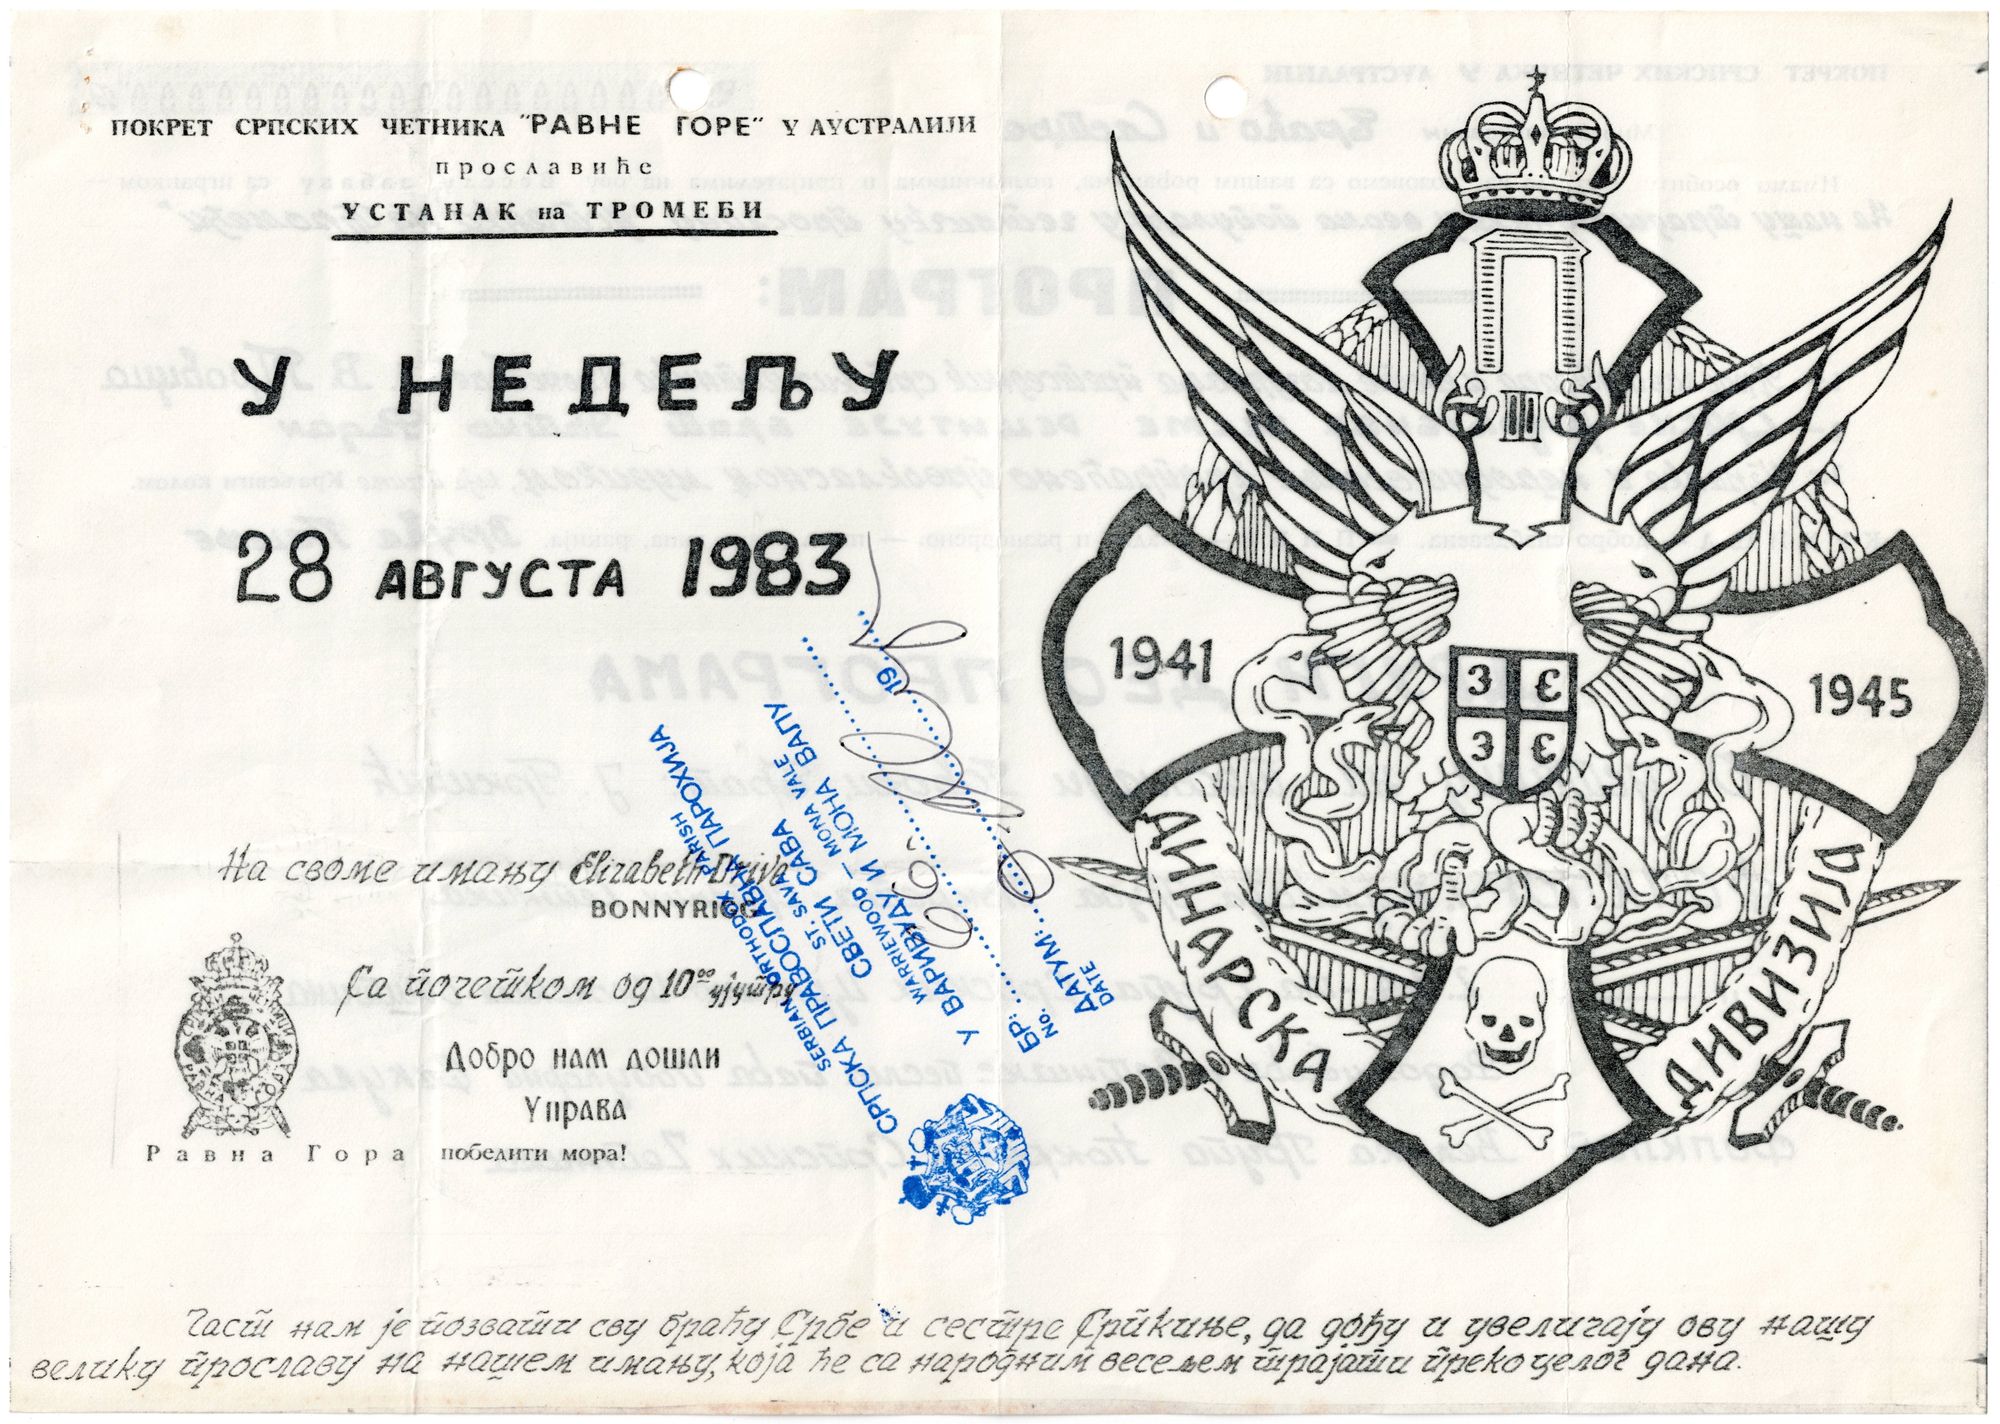 ПОКРЕТ СРПСКИХ ЧЕТНИКА "РАВНЕ ГОРЕ" У АУСТРАЛИЈИ
прославиће
УСТАНАК на ТРОМЕЂИ
У НЕДЕЉУ
28 АВГУСТА 1983
На своме имању Elizabeth Drive
BONNYRIGG
Са почетком од 10⁰⁰ ујутру
Добро нам дошли
Управа
Равна Гора победити мора!
СРПСКА ПРАВОСЛАВНА ПАРОХИЈА
SERBIAN ORTHODOX PARISH
СВЕТИ САВА
ST. SAVA
WARRIEWOOD – MONA VALE
У ВАРИВУДУ И МОНА ВАЛУ
БР:
No.
ДАТУМ: 19
DATE
П
1941
1945
ДИНАРСКА
ДИВИЗИЈА
Част нам је позвати сву браћу Србе и сестре Српкиње, да дођу и увеличају ову нашу
велику прославу на нашем имању, која ће са народним весељем трајати преко целог дана.